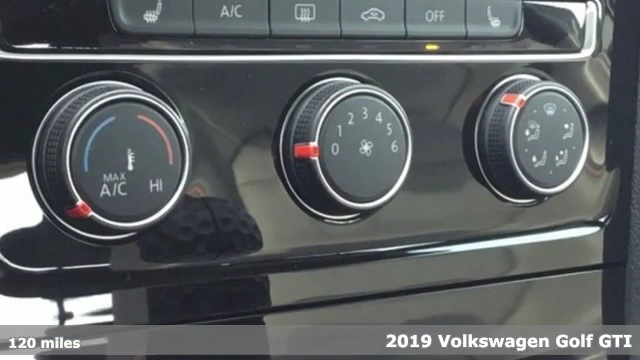 A/C
OFF
MAX
A/C HI
0 1 2 3 4 5 6
120 miles
2019 Volkswagen Golf GTI